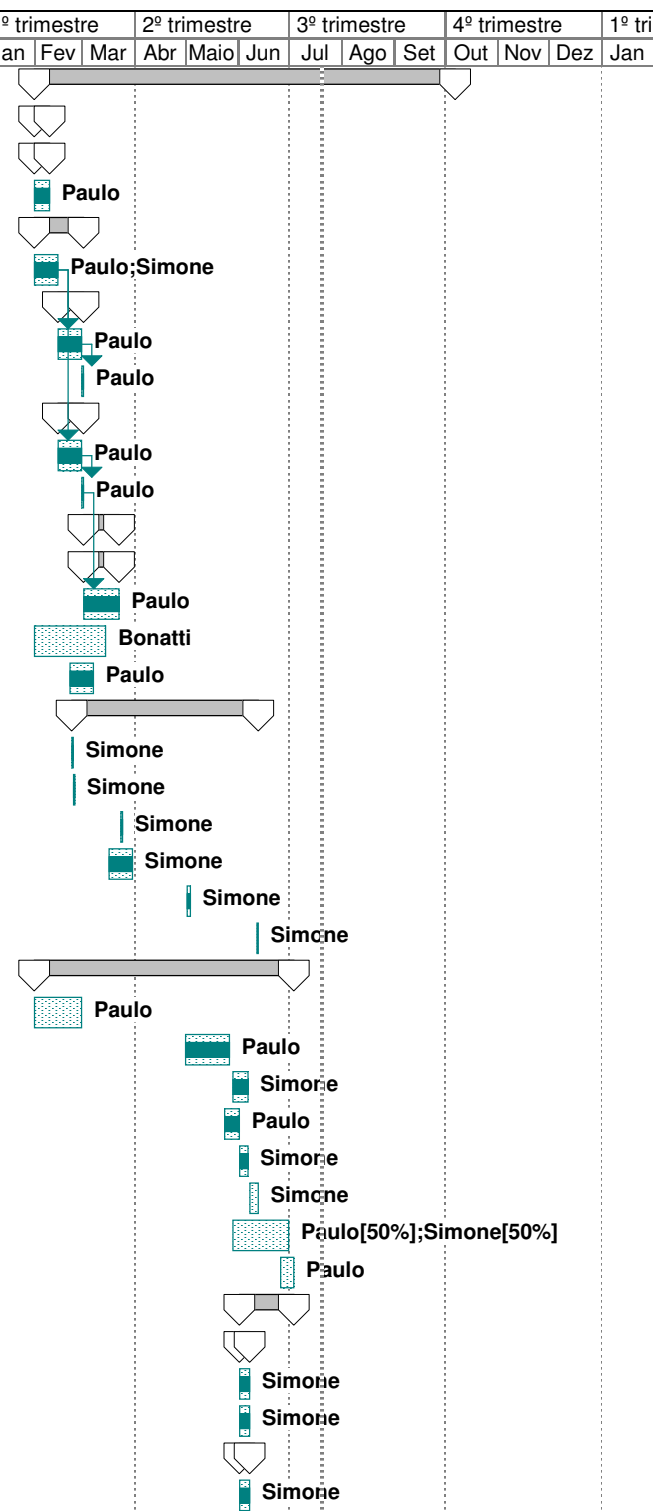 º trimestre 2º trimestre 3º trimestre 4º trimestre 1º tri
an Fev Mar Abr Maio Jun Jul Ago Set Out Nov Dez Jan
Paulo
Paulo;Simone
Paulo
Paulo
Paulo
Paulo
Paulo
Bonatti
Paulo
Simone
Simone
Simone
Simone
Simone
Simone
Paulo
Paulo
Simone
Paulo
Simone
Simone
Paulo[50%];Simone[50%]
Paulo
Simone
Simone
Simone